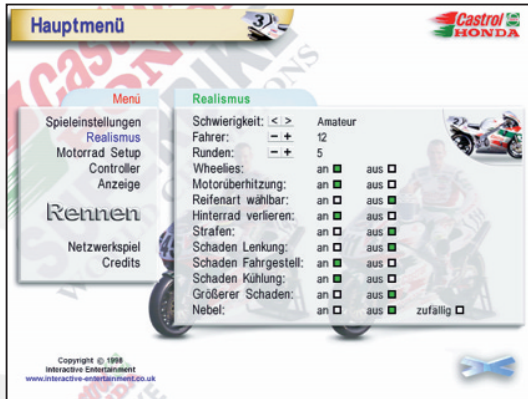 Hauptmenü
Castrol
HONDA
Menü
Spieleinstellungen
Realismus
Motorrad Setup
Controller
Anzeige
Rennen
Netzwerkspiel
Credits
Realismus
Schwierigkeit: < > Amateur
Fahrer: - + 12
Runden: - + 5
Wheelies: an aus
Motorüberhitzung: an aus
Reifenart wählbar: an aus
Hinterrad verlieren: an aus
Strafen: an aus
Schaden Lenkung: an aus
Schaden Fahrgestell: an aus
Schaden Kühlung: an aus
Größerer Schaden: an aus
Nebel: an aus zufällig
Copyright © 1998
Interactive Entertainment
www.interactive-entertainment.co.uk